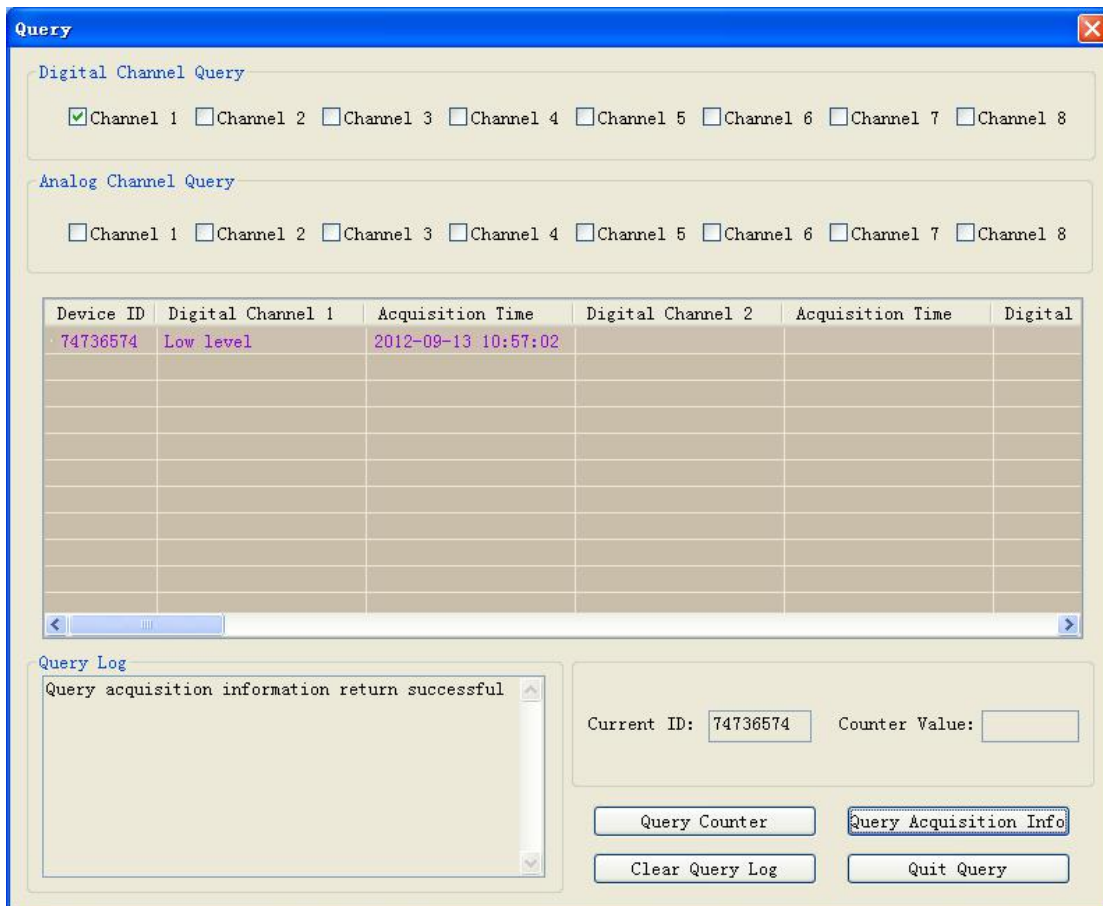 Query
Digital Channel Query
Channel 1 Channel 2 Channel 3 Channel 4 Channel 5 Channel 6 Channel 7 Channel 8
Analog Channel Query
Channel 1 Channel 2 Channel 3 Channel 4 Channel 5 Channel 6 Channel 7 Channel 8
Device ID Digital Channel 1 Acquisition Time Digital Channel 2 Acquisition Time Digital
74736574 Low level 2012-09-13 10:57:02
Query Log
Query acquisition information return successful
Current ID: 74736574 Counter Value:
Query Counter Query Acquisition Info
Clear Query Log Quit Query